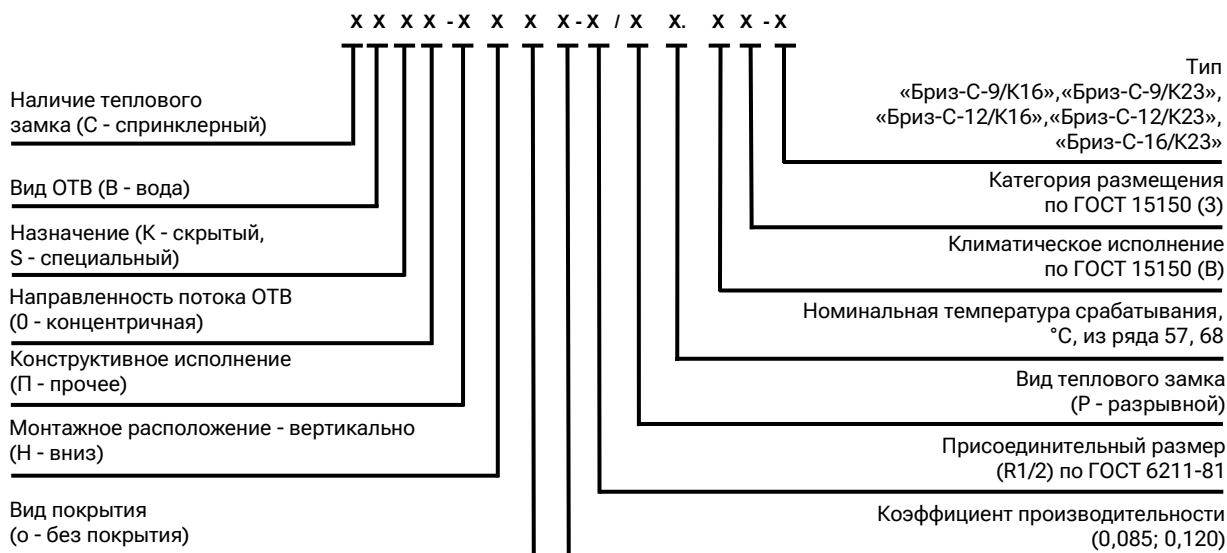 X X X X - X X X X - X / X X. X X - X
Наличие теплового
замка (С - спринклерный)
Вид ОТВ (В - вода)
Назначение (К - скрытый,
S - специальный)
Направленность потока ОТВ
(0 - концентричная)
Конструктивное исполнение
(П - прочее)
Монтажное расположение - вертикально
(Н - вниз)
Вид покрытия
(о - без покрытия)
Тип
«Бриз-С-9/К16»,«Бриз-С-9/К23»,
«Бриз-С-12/К16»,«Бриз-С-12/К23»,
«Бриз-С-16/К23»
Категория размещения
по ГОСТ 15150 (3)
Климатическое исполнение
по ГОСТ 15150 (В)
Номинальная температура срабатывания,
°С, из ряда 57, 68
Вид теплового замка
(Р - разрывной)
Присоединительный размер
(R1/2) по ГОСТ 6211-81
Коэффициент производительности
(0,085; 0,120)